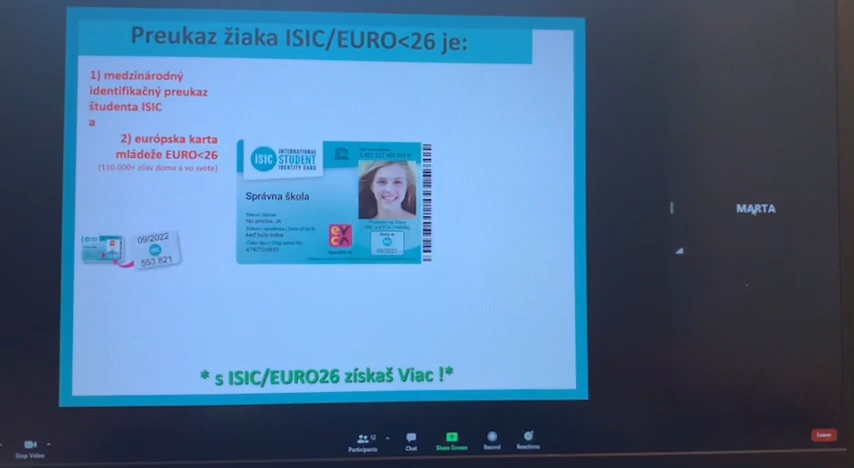 Preukaz žiaka ISIC/EURO<26 je:
1) medzinárodný
identifikačný preukaz
študenta ISIC
a
2) európska karta
mládeže EURO<26
(110.000+ zliav doma a vo svete)
ISIC
INTERNATIONAL
STUDENT
IDENTITY CARD
Správna škola
09/2022
553 821
* s ISIC/EURO26 získaš Viac !*
MARTA
Stop Video
Participants
12
Chat
Share Screen
Record
Reactions